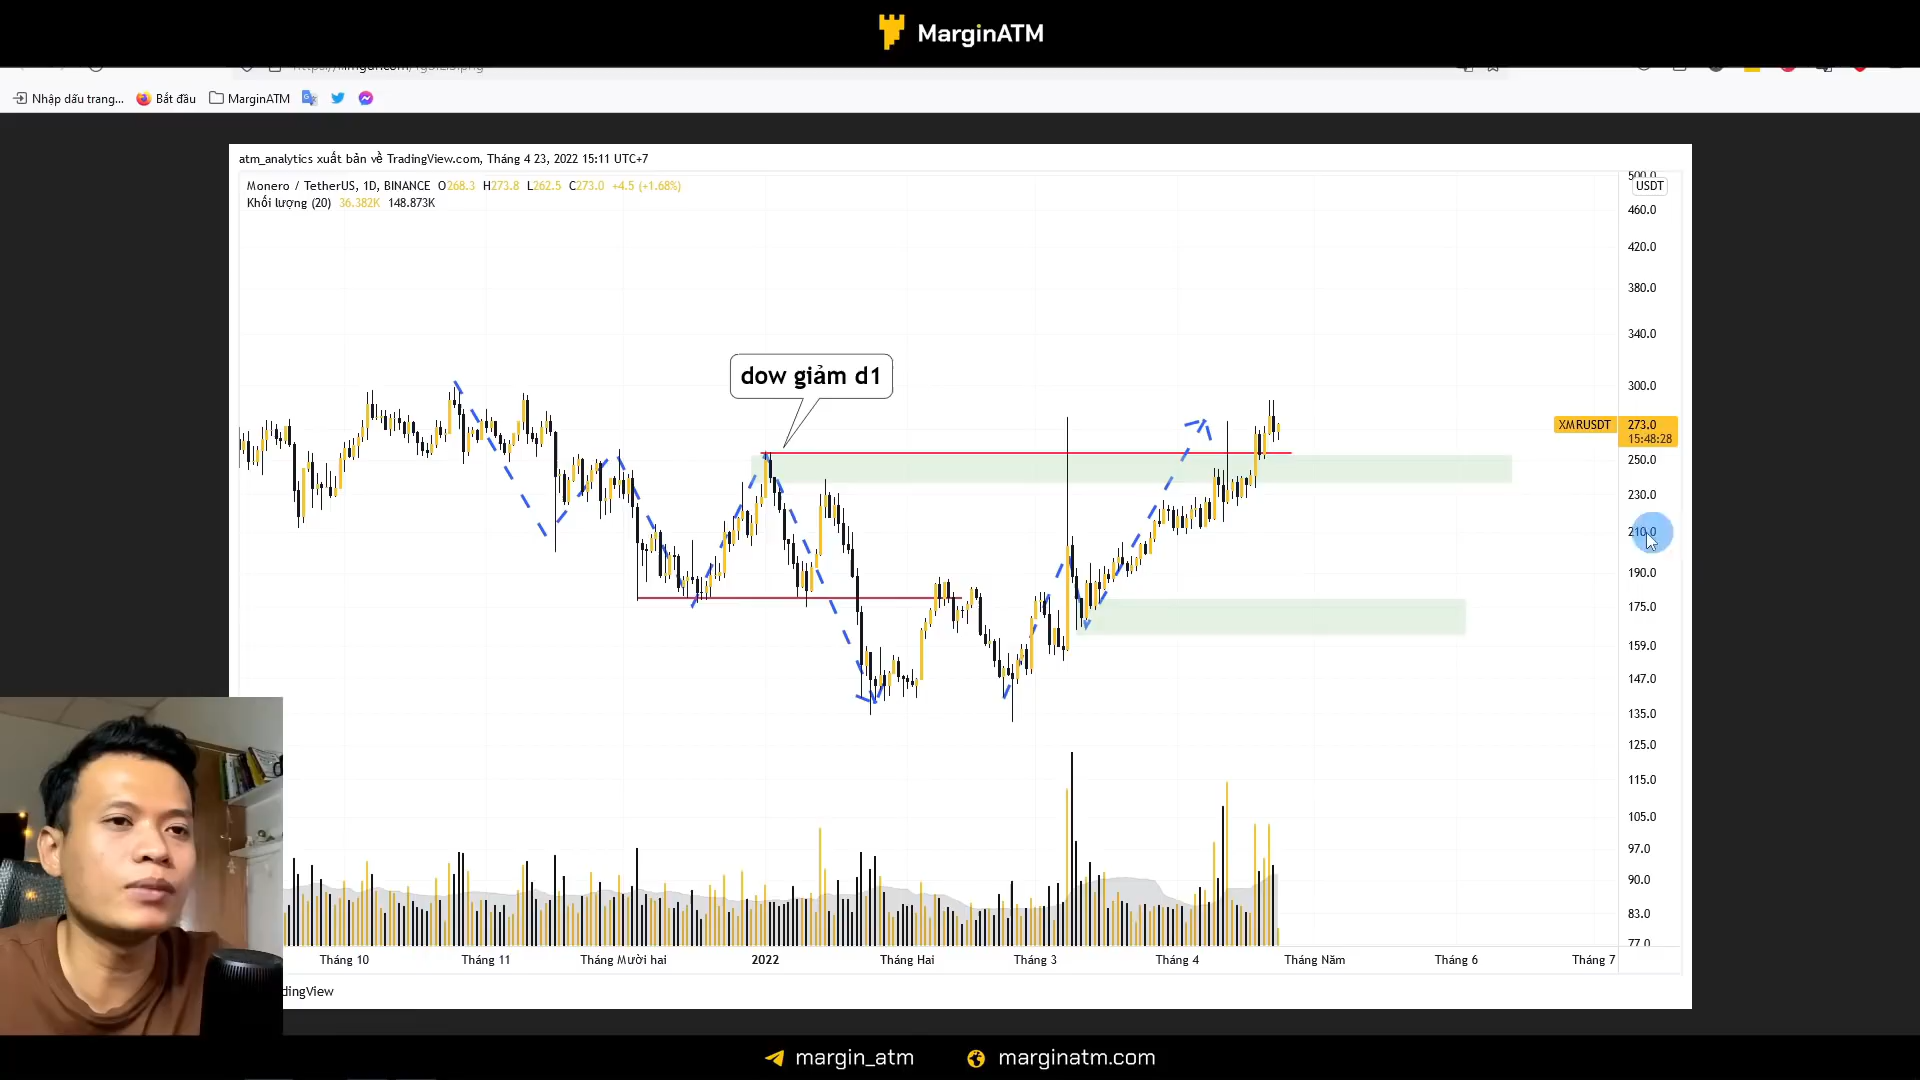 MarginATM
Nhập dấu trang...
Bắt đầu
MarginATM
atm_analytics xuất bản về TradingView.com, Tháng 4 23, 2022 15:11 UTC+7
Monero / TetherUS, 1D, BINANCE O268.3 H273.8 L262.5 C273.0 +4.5 (+1.68%)
Khối lượng (20) 36.382K 148.873K
500.0
USDT
460.0
420.0
380.0
340.0
dow giảm d1
300.0
XMRUSDT 273.0
15:48:28
250.0
230.0
210.0
190.0
175.0
159.0
147.0
135.0
125.0
115.0
105.0
97.0
90.0
83.0
77.0
Tháng 10 Tháng 11 Tháng Mười hai 2022 Tháng Hai Tháng 3 Tháng 4 Tháng Năm Tháng 6 Tháng 7
dingView
margin_atm
marginatm.com